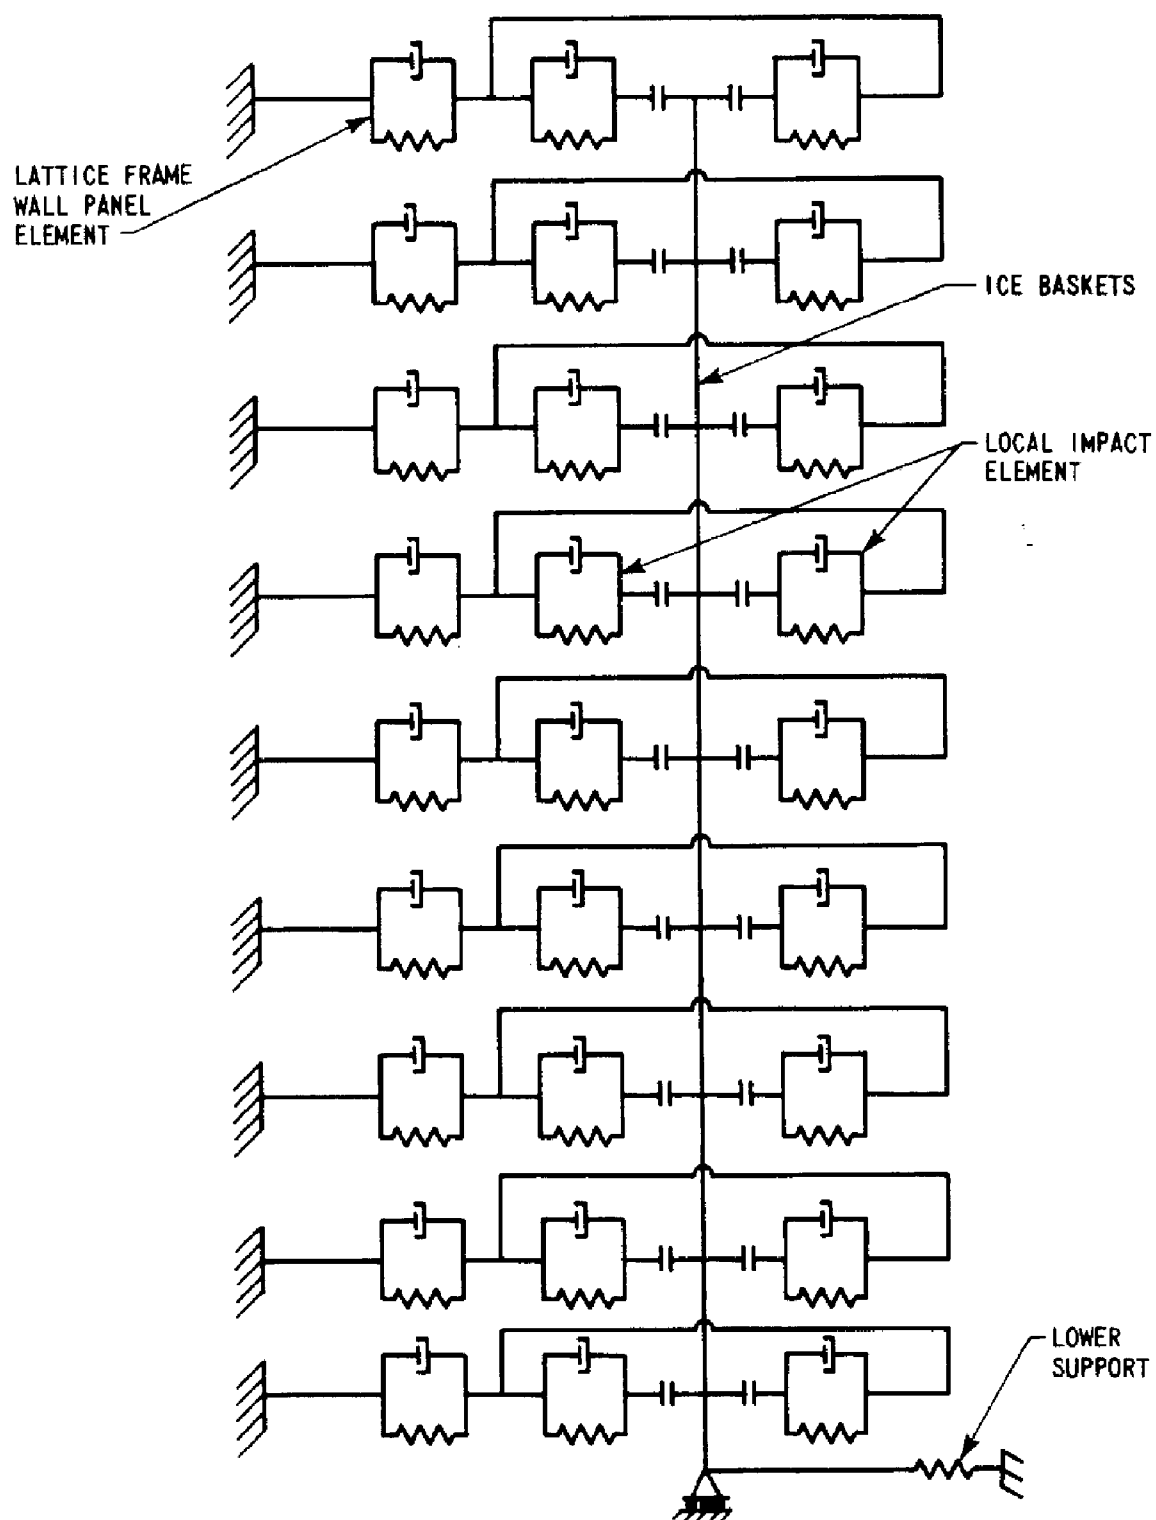 LATTICE FRAME
WALL PANEL
ELEMENT
ICE BASKETS
LOCAL IMPACT
ELEMENT
LOWER
SUPPORT